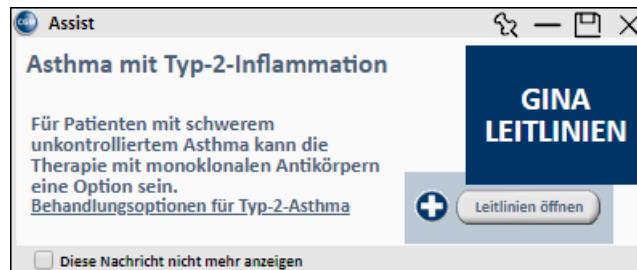 CGM Assist
Asthma mit Typ-2-Inflammation
GINA
LEITLINIEN
Für Patienten mit schwerem
unkontrolliertem Asthma kann die
Therapie mit monoklonalen Antikörpern
eine Option sein.
Behandlungsoptionen für Typ-2-Asthma
Leitlinien öffnen
Diese Nachricht nicht mehr anzeigen